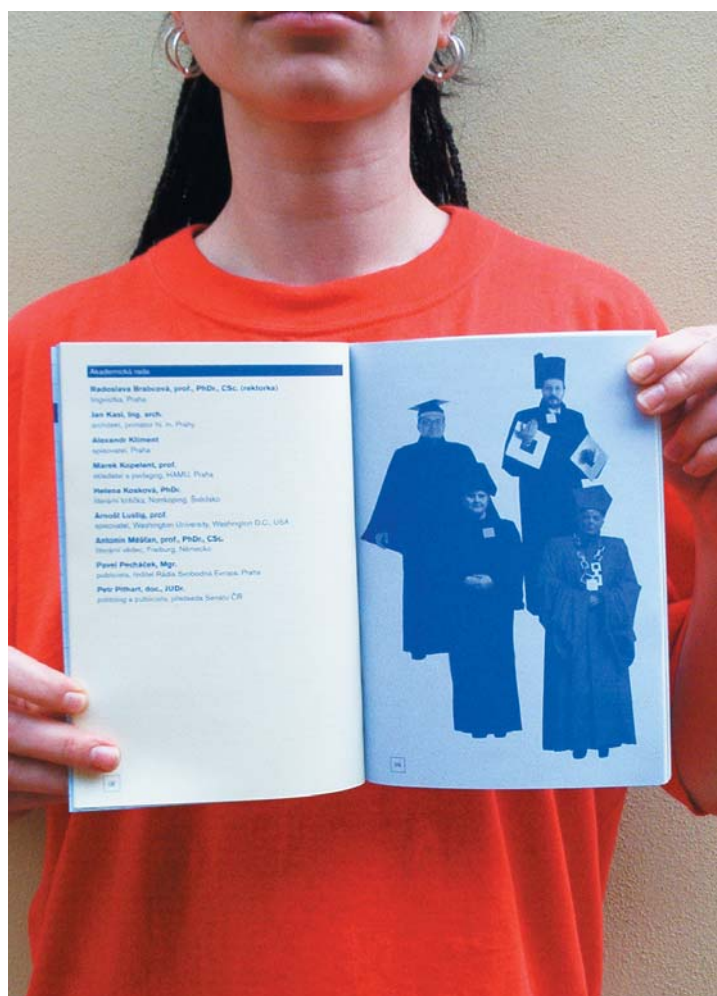 Akademická rada
Radoslava Brabcová, prof., PhDr., CSc. (rektorka)
lingvistka, Praha
Jan Kasl, Ing. arch.
architekt, primátor hl. m. Prahy
Alexandr Kliment
spisovatel, Praha
Marek Kopelent, prof.
skladatel a pedagog, HAMU, Praha
Helena Kosková, PhDr.
literární kritička, Norrköping, Švédsko
Arnošt Lustig, prof.
spisovatel, Washington University, Washington D.C., USA
Antonín Měšťan, prof., PhDr., CSc.
literární vědec, Freiburg, Německo
Pavel Pecháček, Mgr.
publicista, ředitel Rádia Svobodná Evropa, Praha
Petr Pithart, doc., JUDr.
politolog a publicista, předseda Senátu ČR